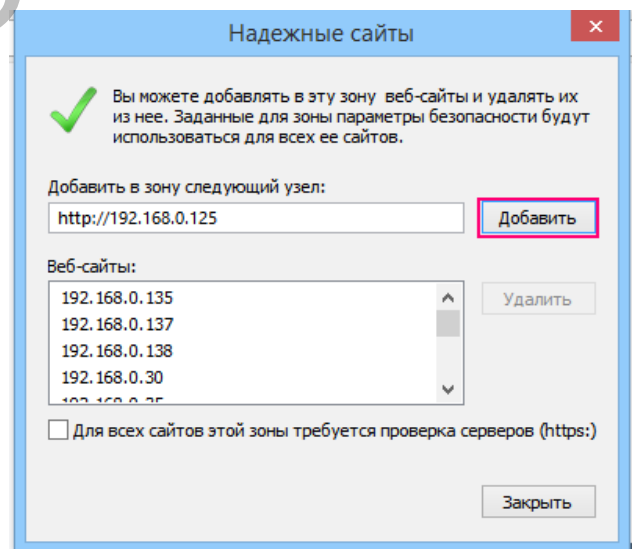 Надежные сайты
Вы можете добавлять в эту зону веб-сайты и удалять их
из нее. Заданные для зоны параметры безопасности будут
использоваться для всех ее сайтов.
Добавить в зону следующий узел:
http://192.168.0.125
Добавить
Веб-сайты:
192.168.0.135
Удалить
192.168.0.137
192.168.0.138
192.168.0.30
Для всех сайтов этой зоны требуется проверка серверов (https:)
Закрыть